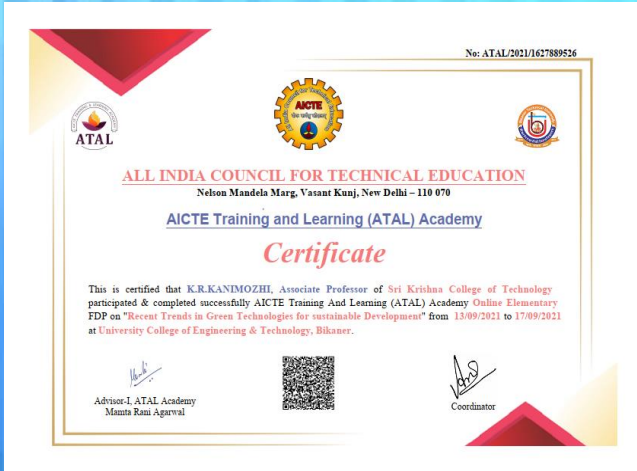 No: ATAL/2021/1627889526
AICTE
ATAL
ALL INDIA COUNCIL FOR TECHNICAL EDUCATION
Nelson Mandela Marg, Vasant Kunj, New Delhi – 110 070
AICTE Training and Learning (ATAL) Academy
Certificate
This is certified that K.R.KANIMOZHI, Associate Professor of Sri Krishna College of Technology
participated & completed successfully AICTE Training And Learning (ATAL) Academy Online Elementary
FDP on "Recent Trends in Green Technologies for sustainable Development" from 13/09/2021 to 17/09/2021
at University College of Engineering & Technology, Bikaner.
Advisor-I, ATAL Academy
Mamta Rani Agarwal
Coordinator